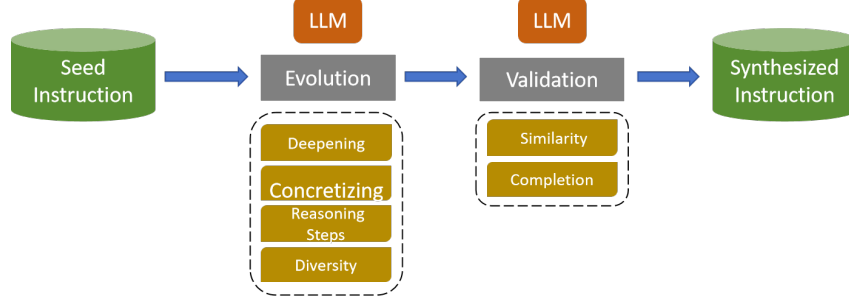 LLM
LLM
Seed
Instruction
Evolution
Validation
Synthesized
Instruction
Deepening
Concretizing
Reasoning
Steps
Diversity
Similarity
Completion